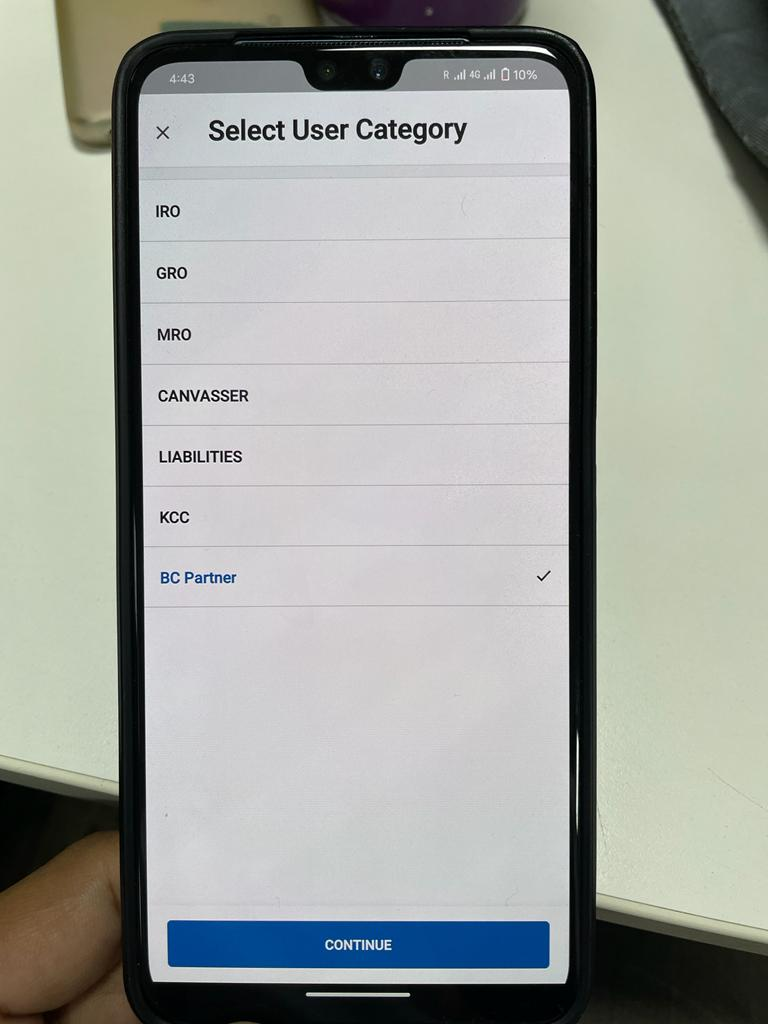 4:43 R 4G 10%
Select User Category
IRO
GRO
MRO
CANVASSER
LIABILITIES
KCC
BC Partner
CONTINUE